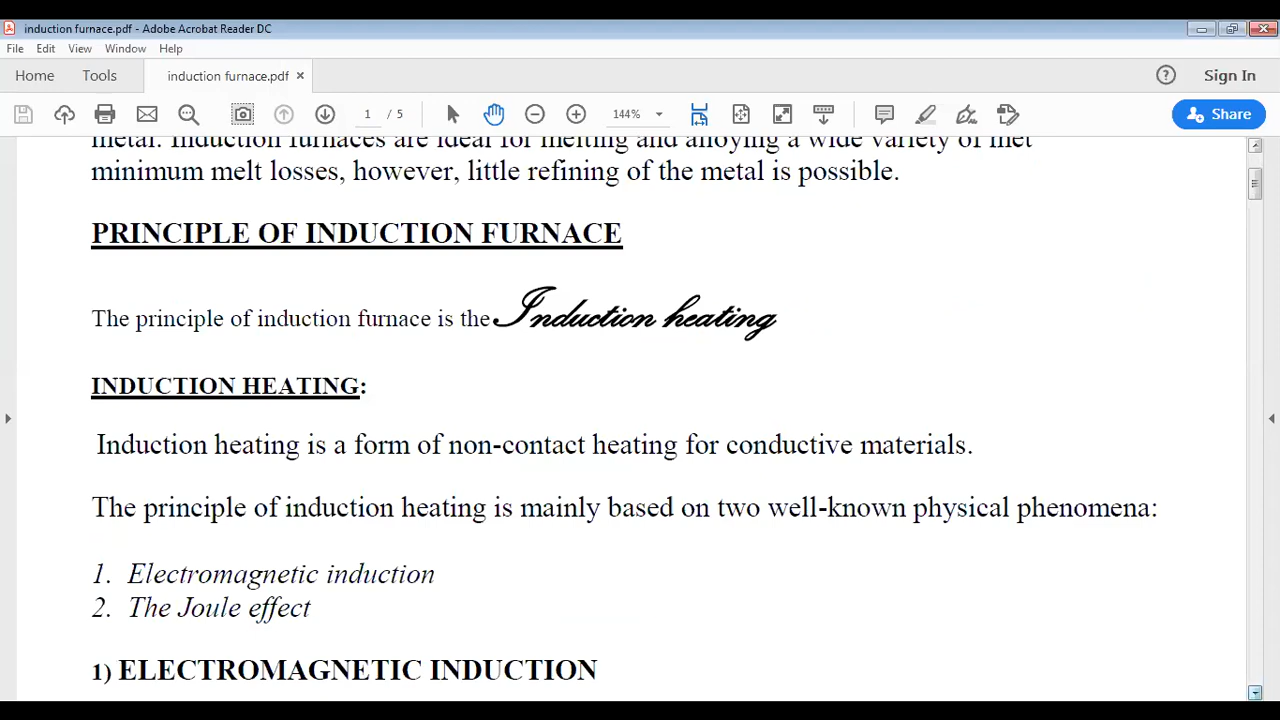 induction furnace.pdf - Adobe Acrobat Reader DC
File Edit View Window Help
Home Tools induction furnace.pdf × Sign In
1 / 5 144% Share
metal. Induction furnaces are ideal for melting and alloying a wide variety of met
minimum melt losses, however, little refining of the metal is possible.
PRINCIPLE OF INDUCTION FURNACE
The principle of induction furnace is the Induction heating
INDUCTION HEATING:
Induction heating is a form of non-contact heating for conductive materials.
The principle of induction heating is mainly based on two well-known physical phenomena:
1. Electromagnetic induction
2. The Joule effect
1) ELECTROMAGNETIC INDUCTION